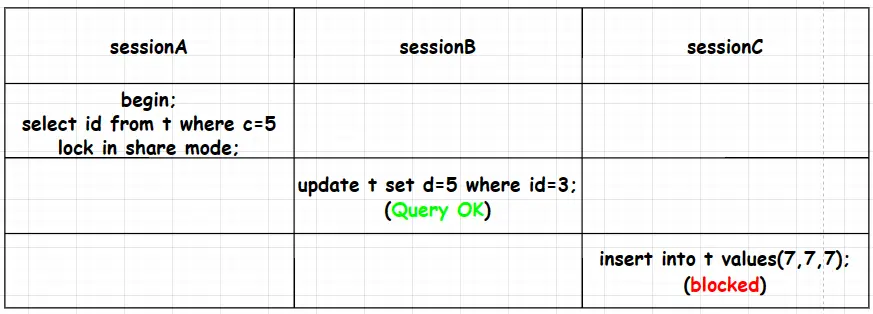 sessionA
sessionB
sessionC
begin;
select id from t where c=5
lock in share mode;
update t set d=5 where id=3;
(Query OK)
insert into t values(7,7,7);
(blocked)